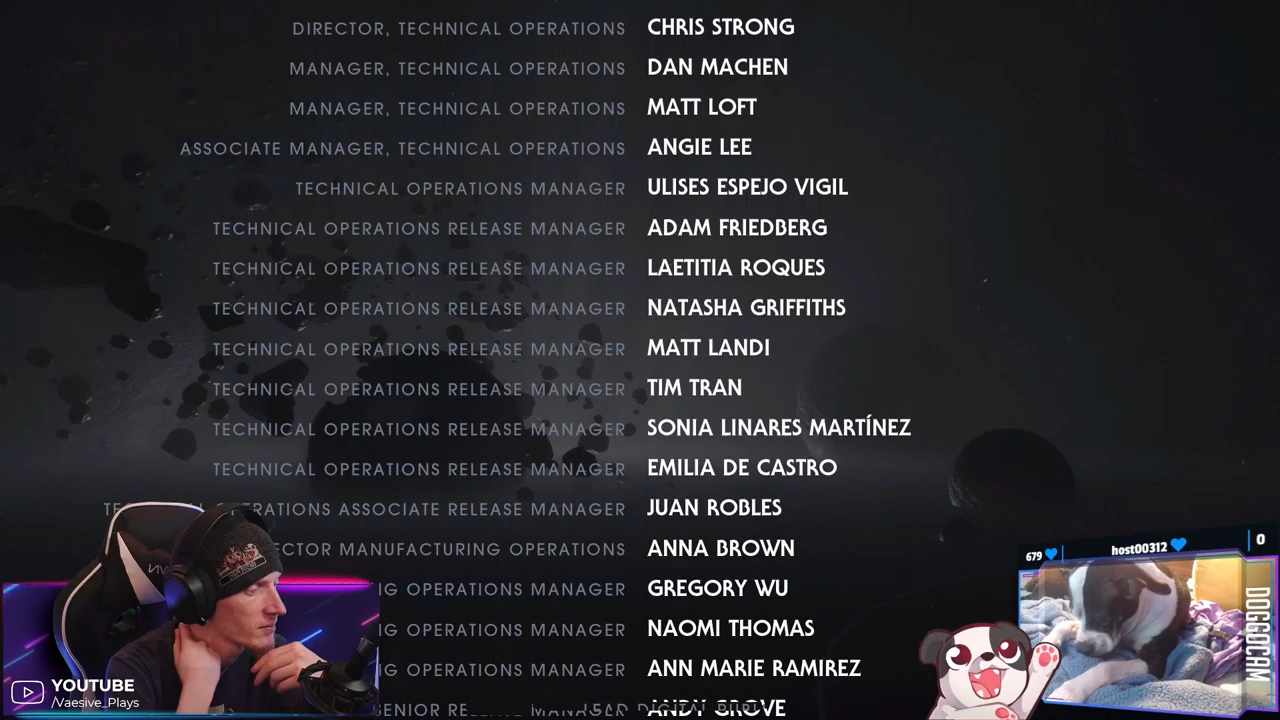 DIRECTOR, TECHNICAL OPERATIONS CHRIS STRONG
MANAGER, TECHNICAL OPERATIONS DAN MACHEN
MANAGER, TECHNICAL OPERATIONS MATT LOFT
ASSOCIATE MANAGER, TECHNICAL OPERATIONS ANGIE LEE
TECHNICAL OPERATIONS MANAGER ULISES ESPEJO VIGIL
TECHNICAL OPERATIONS RELEASE MANAGER ADAM FRIEDBERG
TECHNICAL OPERATIONS RELEASE MANAGER LAETITIA ROQUES
TECHNICAL OPERATIONS RELEASE MANAGER NATASHA GRIFFITHS
TECHNICAL OPERATIONS RELEASE MANAGER MATT LANDI
TECHNICAL OPERATIONS RELEASE MANAGER TIM TRAN
TECHNICAL OPERATIONS RELEASE MANAGER SONIA LINARES MARTÍNEZ
TECHNICAL OPERATIONS RELEASE MANAGER EMILIA DE CASTRO
OPERATIONS ASSOCIATE RELEASE MANAGER JUAN ROBLES
MANUFACTURING OPERATIONS ANNA BROWN
OPERATIONS MANAGER GREGORY WU
OPERATIONS MANAGER NAOMI THOMAS
OPERATIONS MANAGER ANN MARIE RAMIREZ
ANDY GROVE
679
host00312
0
DOGGOCAM
YOUTUBE
/Vaesive_Plays